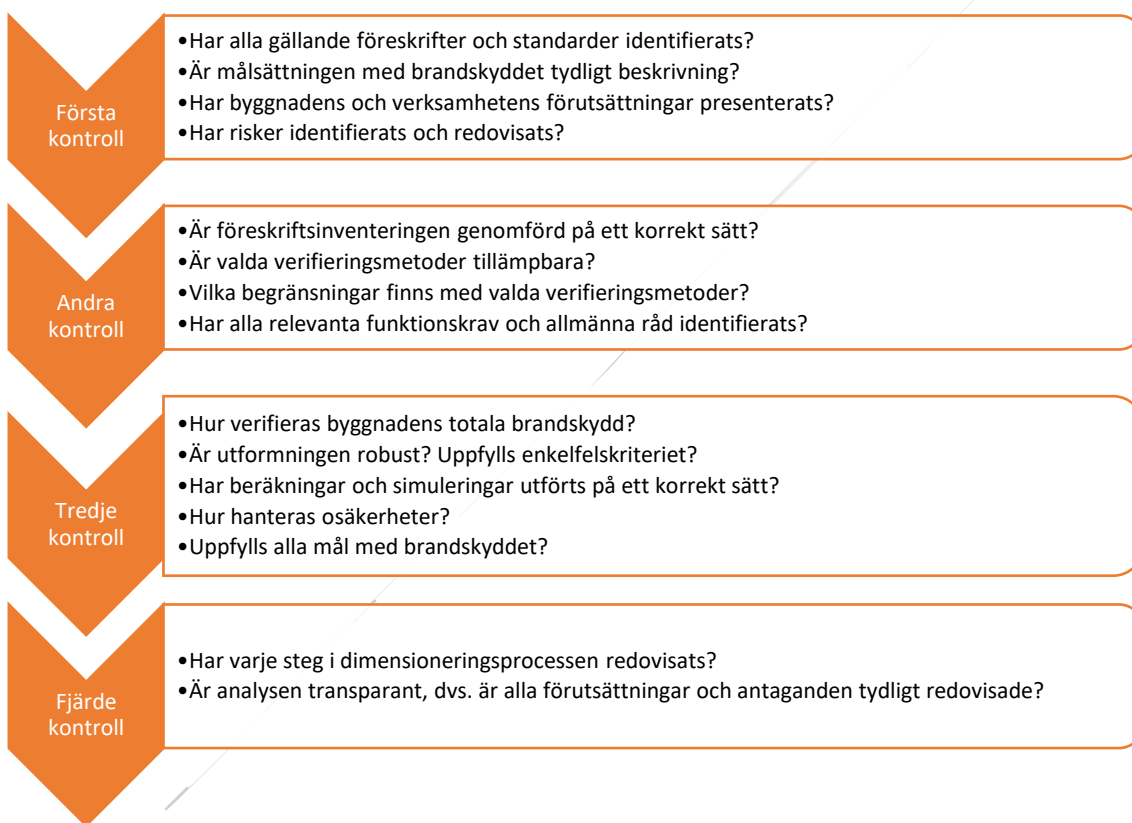 Första
kontroll
•Har alla gällande föreskrifter och standarder identifierats?
•Är målsättningen med brandskyddet tydligt beskrivning?
•Har byggnadens och verksamhetens förutsättningar presenterats?
•Har risker identifierats och redovisats?
Andra
kontroll
•Är föreskriftsinventeringen genomförd på ett korrekt sätt?
•Är valda verifieringsmetoder tillämpbara?
•Vilka begränsningar finns med valda verifieringsmetoder?
•Har alla relevanta funktionskrav och allmänna råd identifierats?
Tredje
kontroll
•Hur verifieras byggnadens totala brandskydd?
•Är utformningen robust? Uppfylls enkelfelskriteriet?
•Har beräkningar och simuleringar utförts på ett korrekt sätt?
•Hur hanteras osäkerheter?
•Uppfylls alla mål med brandskyddet?
Fjärde
kontroll
•Har varje steg i dimensioneringsprocessen redovisats?
•Är analysen transparant, dvs. är alla förutsättningar och antaganden tydligt redovisade?